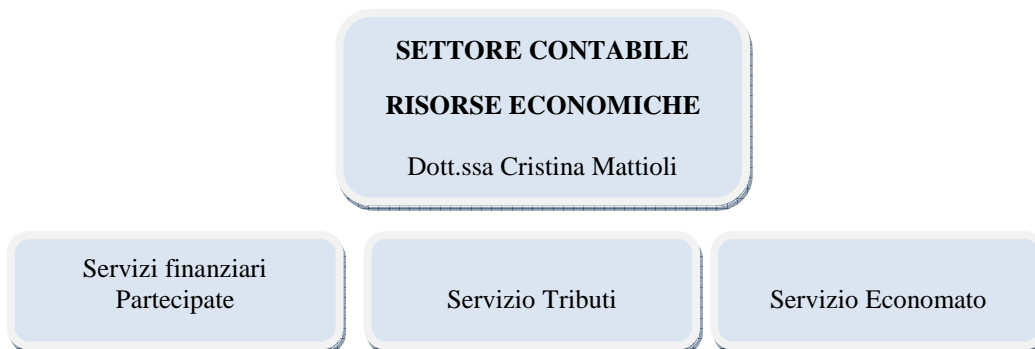 SETTORE CONTABILE
RISORSE ECONOMICHE
Dott.ssa Cristina Mattioli
Servizi finanziari
Partecipate
Servizio Tributi
Servizio Economato